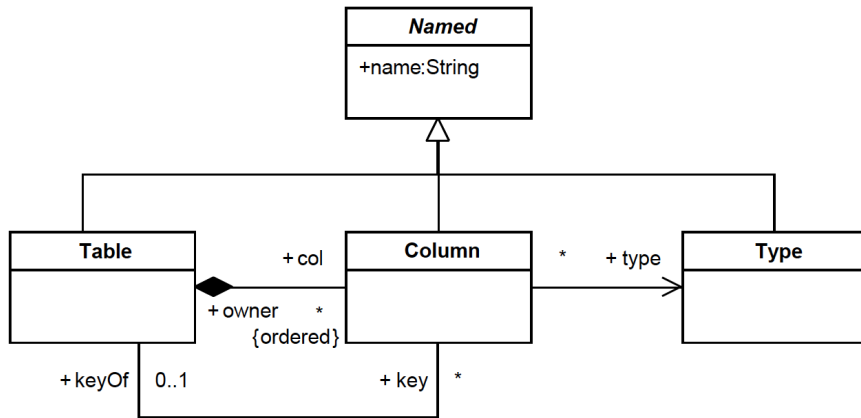 Named
+name:String
Table
Column
Type
+ col
*
+ type
+ owner
*
{ordered}
+ keyOf
0..1
+ key
*